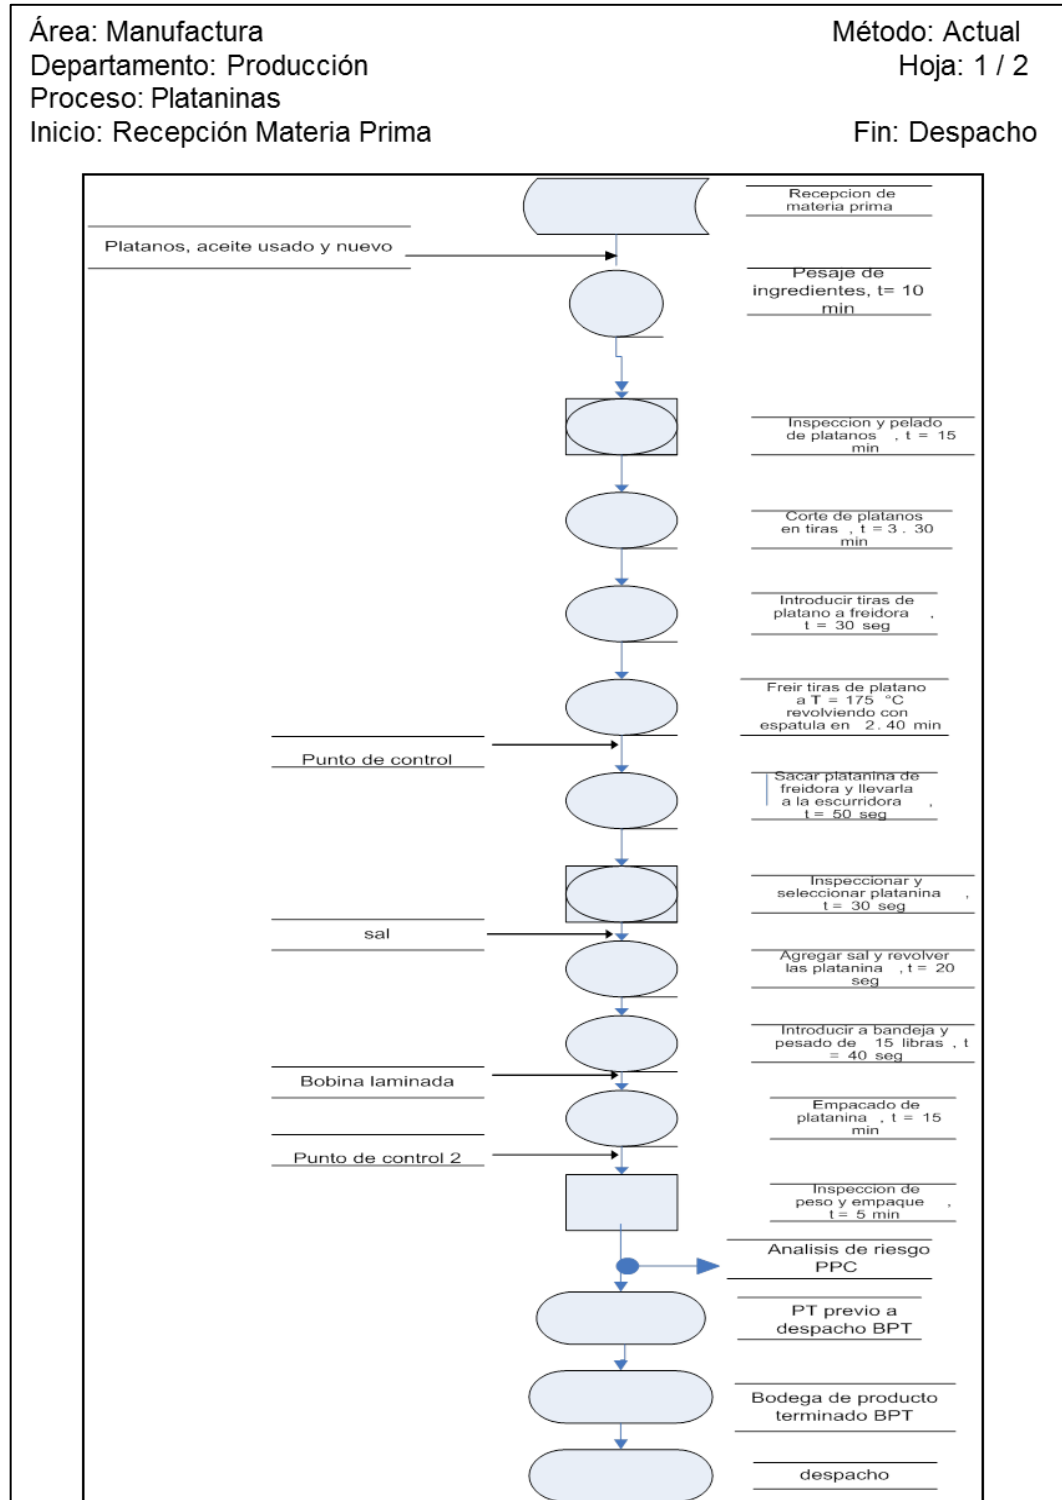 Área: Manufactura
Método: Actual
Departamento: Producción
Hoja: 1 / 2
Proceso: Plataninas
Inicio: Recepción Materia Prima
Fin: Despacho
Recepcion de
materia prima
Platanos, aceite usado y nuevo
Pesaje de
ingredientes, t= 10
min
Inspeccion y pelado
de platanos , t = 15
min
Corte de platanos
en tiras , t = 3 . 30
min
Introducir tiras de
platano a freidora ,
t = 30 seg
Freir tiras de platano
a T = 175 °C
revolviendo con
espatula en 2 . 40 min
Punto de control
Sacar platanina de
freidora y llevarla
a la escurridora ,
t = 50 seg
Inspeccionar y
seleccionar platanina ,
t = 30 seg
sal
Agregar sal y revolver
las platanina , t = 20
seg
Introducir a bandeja y
pesado de 15 libras , t
= 40 seg
Bobina laminada
Empacado de
platanina , t = 15
min
Punto de control 2
Inspeccion de
peso y empaque ,
t = 5 min
Analisis de riesgo
PPC
PT previo a
despacho BPT
Bodega de producto
terminado BPT
despacho